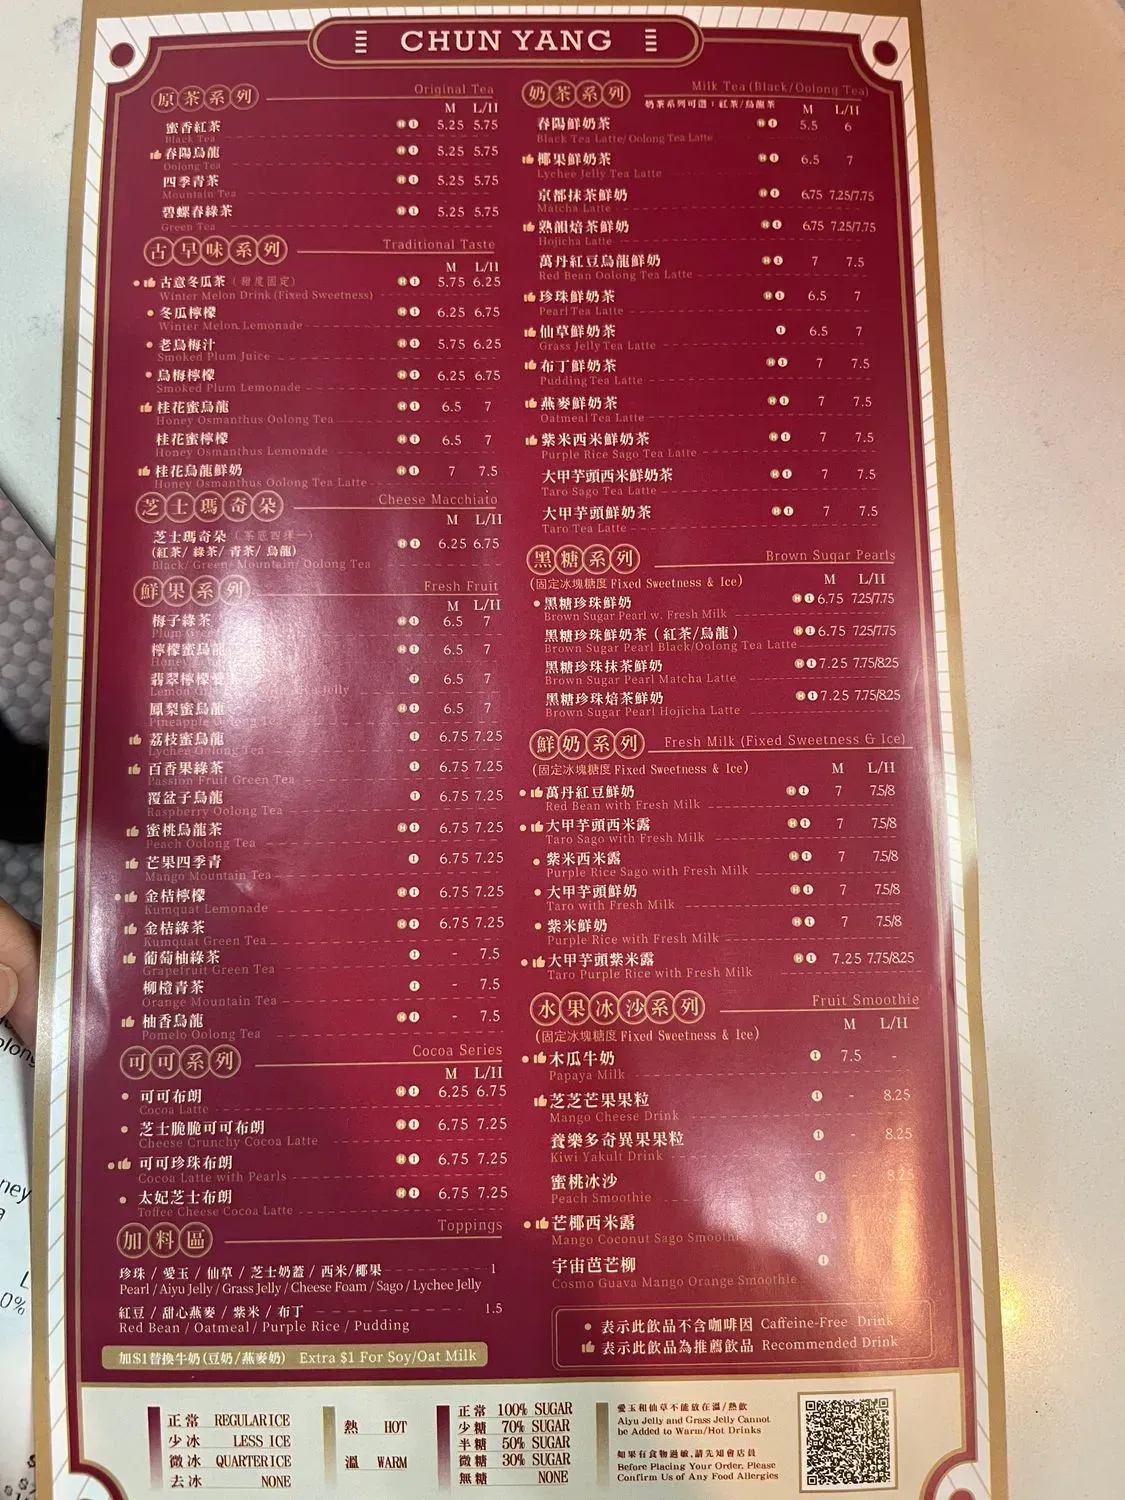 CHUN YANG
原茶系列 Original Tea
M L/H
蜜香紅茶 H I 5.25 5.75
Black Tea
春陽烏龍 H I 5.25 5.75
Oolong Tea
四季青茶 H I 5.25 5.75
Mountain Tea
碧螺春綠茶 H I 5.25 5.75
Green Tea
古早味系列 Traditional Taste
M L/H
古意冬瓜茶 (甜度固定) H I 5.75 6.25
Winter Melon Drink (Fixed Sweetness)
冬瓜檸檬 H I 6.25 6.75
Winter Melon Lemonade
老烏梅汁 H I 5.75 6.25
Smoked Plum Juice
烏梅檸檬 H I 6.25 6.75
Smoked Plum Lemonade
桂花蜜烏龍 H I 6.5 7
Honey Osmanthus Oolong Tea
桂花蜜檸檬 H I 6.5 7
Honey Osmanthus Lemonade
桂花烏龍鮮奶 H I 7 7.5
Honey Osmanthus Oolong Tea Latte
芝士瑪奇朵 Cheese Macchiato
M L/H
芝士瑪奇朵 (茶底四擇一)
(紅茶/ 綠茶/ 青茶/ 烏龍) H I 6.25 6.75
Black/ Green/ Mountain/ Oolong Tea
鮮果系列 Fresh Fruit
M L/H
梅子綠茶 H I 6.5 7
Plum Green
檸檬蜜烏龍 H I 6.5 7
Honey
翡翠檸檬 I 6.5 7
Lemon Jelly
鳳梨蜜烏龍 H I 6.5 7
Pineapple Oolong Tea
荔枝蜜烏龍 I 6.75 7.25
Lychee Oolong Tea
百香果綠茶 I 6.75 7.25
Passion Fruit Green Tea
覆盆子烏龍 I 6.75 7.25
Raspberry Oolong Tea
蜜桃烏龍茶 H I 6.75 7.25
Peach Oolong Tea
芒果四季青 I 6.75 7.25
Mango Mountain Tea
金桔檸檬 H I 6.75 7.25
Kumquat Lemonade
金桔綠茶 H I 6.75 7.25
Kumquat Green Tea
葡萄柚綠茶 I - 7.5
Grapefruit Green Tea
柳橙青茶 I - 7.5
Orange Mountain Tea
柚香烏龍 H I - 7.5
Pomelo Oolong Tea
可可系列 Cocoa Series
M L/H
可可布朗 H I 6.25 6.75
Cocoa Latte
芝士脆脆可可布朗 H I 6.75 7.25
Cheese Crunchy Cocoa Latte
可可珍珠布朗 H I 6.75 7.25
Cocoa Latte with Pearls
太妃芝士布朗 H I 6.75 7.25
Toffee Cheese Cocoa Latte
加料區 Toppings
珍珠 / 愛玉 / 仙草 / 芝士奶蓋 / 西米/椰果 1
Pearl / Aiyu Jelly / Grass Jelly / Cheese Foam / Sago / Lychee Jelly
紅豆 / 甜心燕麥 / 紫米 / 布丁 1.5
Red Bean / Oatmeal / Purple Rice / Pudding
加$1替換牛奶(豆奶/燕麥奶) Extra $1 For Soy/Oat Milk
奶茶系列 Milk Tea (Black/Oolong Tea)
奶茶系列可選：紅茶/烏龍茶 M L/H
春陽鮮奶茶 H I 5.5 6
Black Tea Latte/ Oolong Tea Latte
椰果鮮奶茶 H I 6.5 7
Lychee Jelly Tea Latte
京都抹茶鮮奶 H I 6.75 7.25/7.75
Matcha Latte
熟韻焙茶鮮奶 H I 6.75 7.25/7.75
Hojicha Latte
萬丹紅豆烏龍鮮奶 H I 7 7.5
Red Bean Oolong Tea Latte
珍珠鮮奶茶 H I 6.5 7
Pearl Tea Latte
仙草鮮奶茶 I 6.5 7
Grass Jelly Tea Latte
布丁鮮奶茶 H I 7 7.5
Pudding Tea Latte
燕麥鮮奶茶 H I 7 7.5
Oatmeal Tea Latte
紫米西米鮮奶茶 H I 7 7.5
Purple Rice Sago Tea Latte
大甲芋頭西米鮮奶茶 H I 7 7.5
Taro Sago Tea Latte
大甲芋頭鮮奶茶 H I 7 7.5
Taro Tea Latte
黑糖系列 Brown Sugar Pearls
(固定冰塊糖度 Fixed Sweetness & Ice) M L/H
黑糖珍珠鮮奶 H I 6.75 7.25/7.75
Brown Sugar Pearl w. Fresh Milk
黑糖珍珠鮮奶茶 (紅茶/烏龍) H I 6.75 7.25/7.75
Brown Sugar Pearl Black/Oolong Tea Latte
黑糖珍珠抹茶鮮奶 H I 7.25 7.75/8.25
Brown Sugar Pearl Matcha Latte
黑糖珍珠焙茶鮮奶 H I 7.25 7.75/8.25
Brown Sugar Pearl Hojicha Latte
鮮奶系列 Fresh Milk (Fixed Sweetness & Ice)
(固定冰塊糖度 Fixed Sweetness & Ice) M L/H
萬丹紅豆鮮奶 H I 7 7.5/8
Red Bean with Fresh Milk
大甲芋頭西米露 H I 7 7.5/8
Taro Sago with Fresh Milk
紫米西米露 H I 7 7.5/8
Purple Rice Sago with Fresh Milk
大甲芋頭鮮奶 H I 7 7.5/8
Taro with Fresh Milk
紫米鮮奶 H I 7 7.5/8
Purple Rice with Fresh Milk
大甲芋頭紫米露 H I 7.25 7.75/8.25
Taro Purple Rice with Fresh Milk
水果冰沙系列 Fruit Smoothie
(固定冰塊糖度 Fixed Sweetness & Ice) M L/H
木瓜牛奶 I 7.5 -
Papaya Milk
芝芝芒果果粒 I - 8.25
Mango Cheese Drink
養樂多奇異果果粒 I - 8.25
Kiwi Yakult Drink
蜜桃冰沙 I 8.25
Peach Smoothie
芒椰西米露 I
Mango Coconut Sago Smoothie
宇宙芭芒柳 I
Cosmo Guava Mango Orange Smoothie
表示此飲品不含咖啡因 Caffeine-Free Drink
表示此飲品為推薦飲品 Recommended Drink
正常 REGULAR ICE
少冰 LESS ICE
微冰 QUARTER ICE
去冰 NONE
熱 HOT
溫 WARM
正常 100% SUGAR
少糖 70% SUGAR
半糖 50% SUGAR
微糖 30% SUGAR
無糖 NONE
愛玉和仙草不能放在溫/熱飲
Aiyu Jelly and Grass Jelly Cannot
be Added to Warm/Hot Drinks
如果有食物過敏,請先知會店員
Before Placing Your Order, Please
Confirm Us of Any Food Allergies